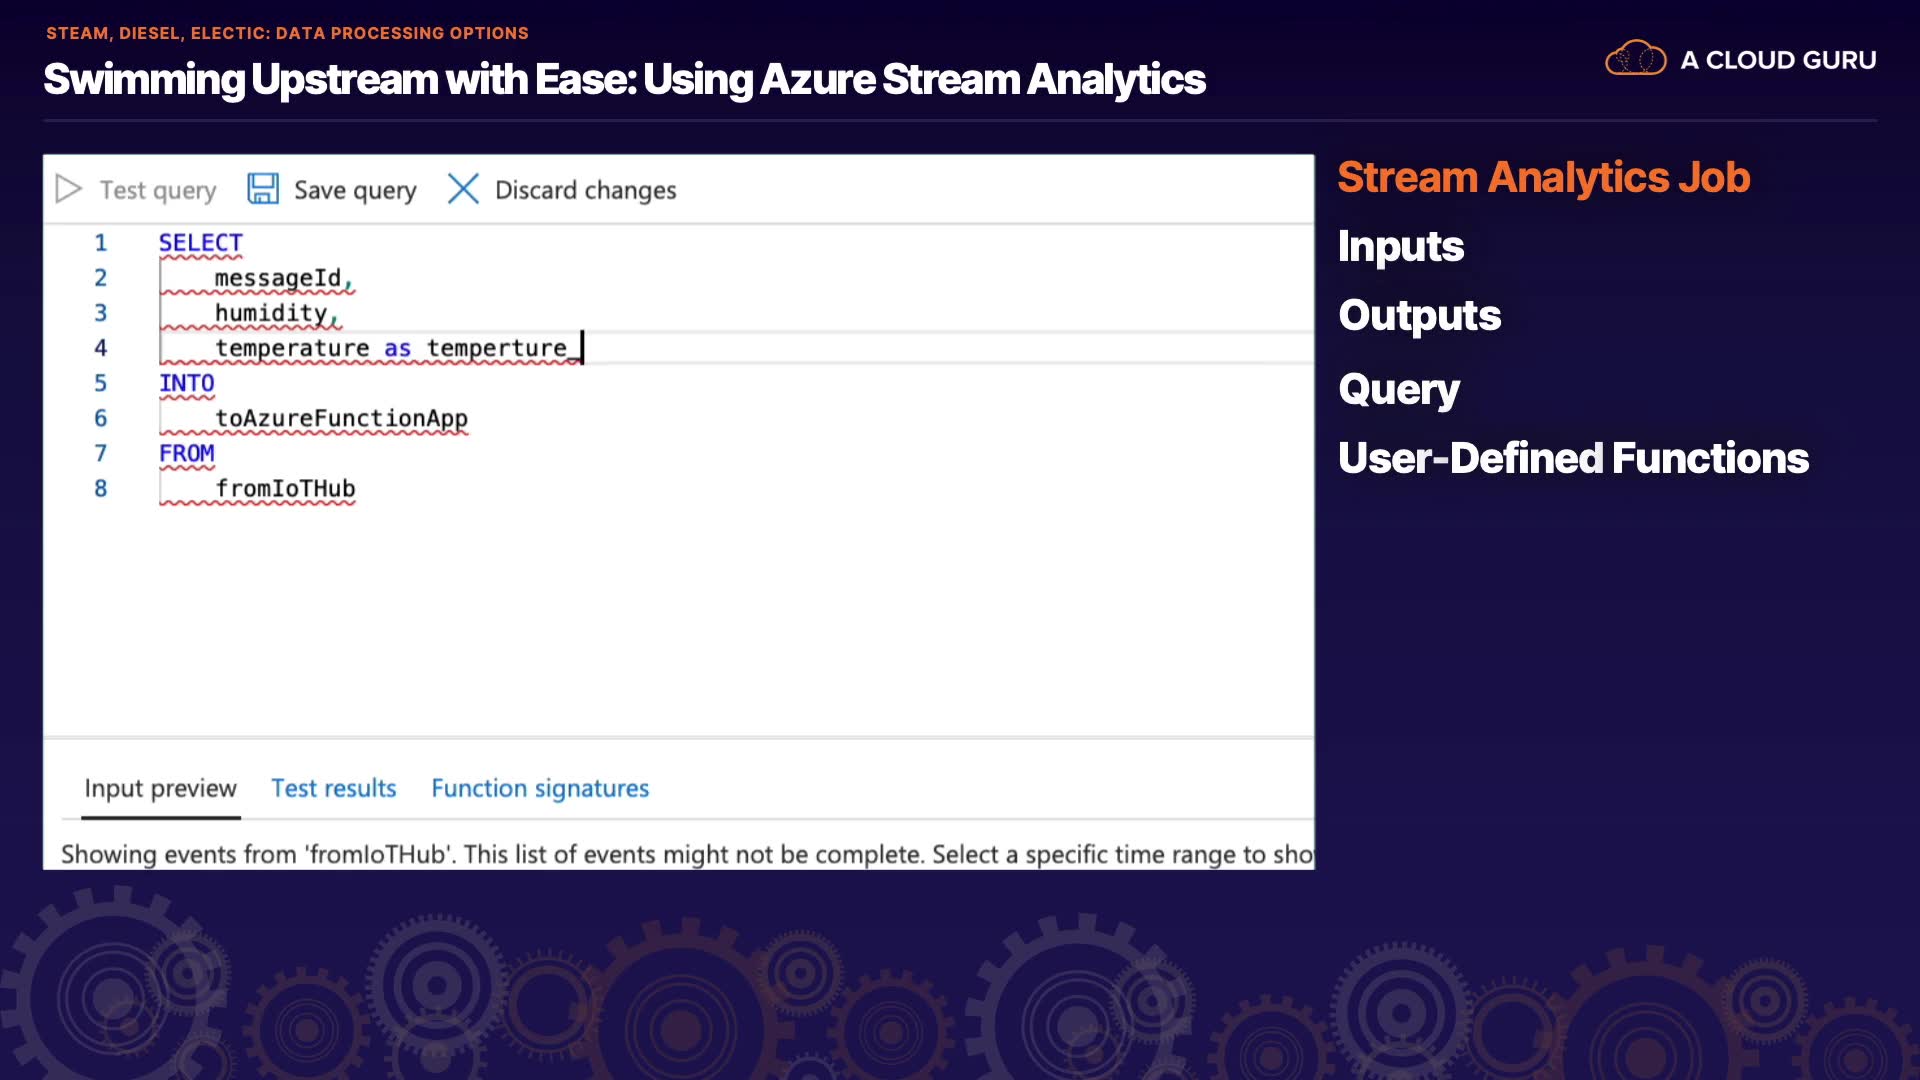 STEAM, DIESEL, ELECTIC: DATA PROCESSING OPTIONS
Swimming Upstream with Ease: Using Azure Stream Analytics
A CLOUD GURU
Test query Save query Discard changes
1 SELECT
2 messageId,
3 humidity,
4 temperature as temperture_
5 INTO
6 toAzureFunctionApp
7 FROM
8 fromIoTHub
Input preview Test results Function signatures
Showing events from 'fromIoTHub'. This list of events might not be complete. Select a specific time range to sho
Stream Analytics Job
Inputs
Outputs
Query
User-Defined Functions